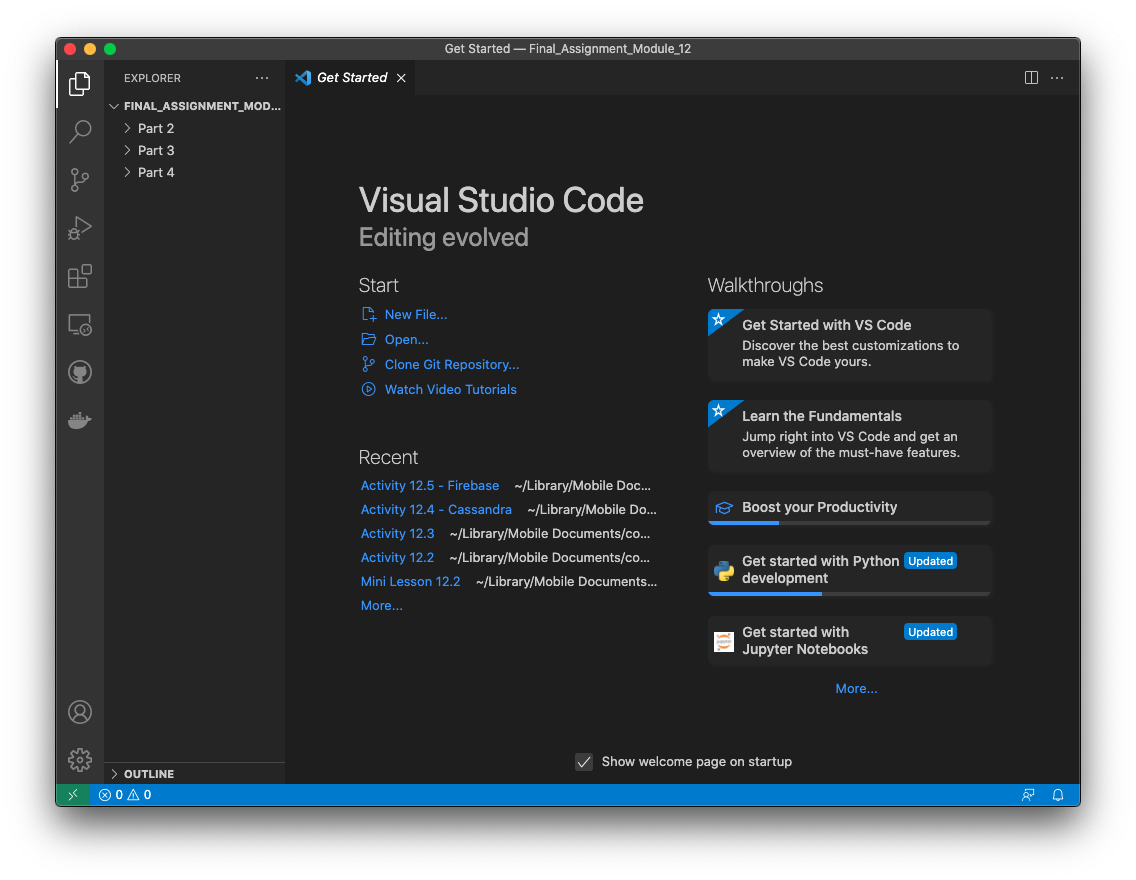 Get Started — Final_Assignment_Module_12
EXPLORER
Get Started
FINAL_ASSIGNMENT_MOD...
Part 2
Part 3
Part 4
Visual Studio Code
Editing evolved
Start
New File...
Open...
Clone Git Repository...
Watch Video Tutorials
Recent
Activity 12.5 - Firebase ~/Library/Mobile Doc...
Activity 12.4 - Cassandra ~/Library/Mobile Do...
Activity 12.3 ~/Library/Mobile Documents/co...
Activity 12.2 ~/Library/Mobile Documents/co...
Mini Lesson 12.2 ~/Library/Mobile Documents...
More...
Walkthroughs
Get Started with VS Code
Discover the best customizations to
make VS Code yours.
Learn the Fundamentals
Jump right into VS Code and get an
overview of the must-have features.
Boost your Productivity
Get started with Python Updated
development
Get started with Updated
Jupyter Notebooks
More...
Show welcome page on startup
OUTLINE
0 0